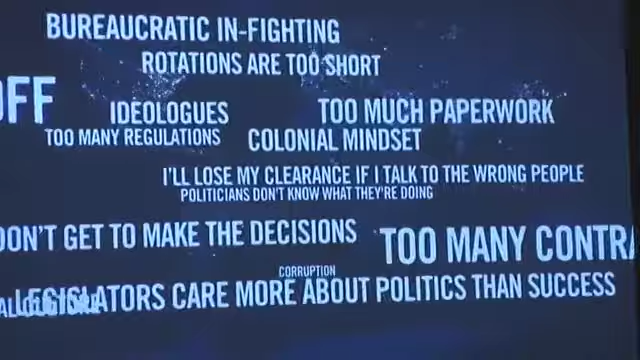 BUREAUCRATIC IN-FIGHTING
ROTATIONS ARE TOO SHORT
OFF
IDEOLOGUES
TOO MUCH PAPERWORK
TOO MANY REGULATIONS
COLONIAL MINDSET
I'LL LOSE MY CLEARANCE IF I TALK TO THE WRONG PEOPLE
POLITICIANS DON'T KNOW WHAT THEY'RE DOING
DON'T GET TO MAKE THE DECISIONS
TOO MANY CONTRA
CORRUPTION
LEGISLATORS CARE MORE ABOUT POLITICS THAN SUCCESS